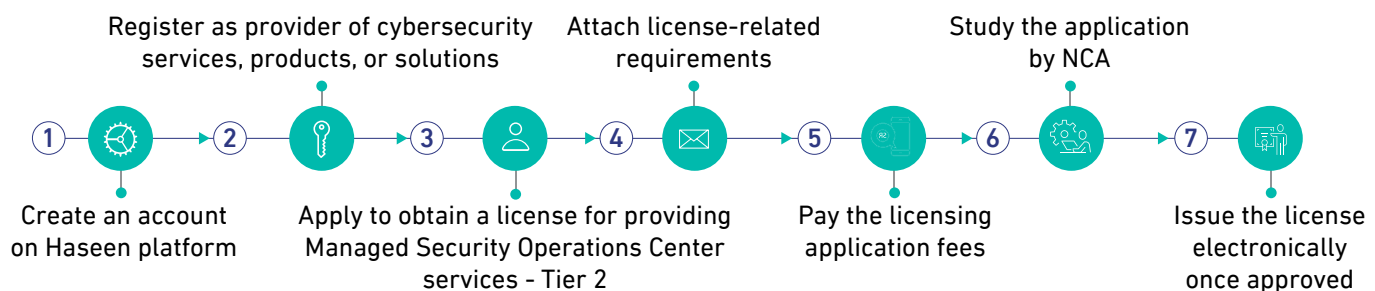 1
Create an account
on Haseen platform
2
Register as provider of cybersecurity
services, products, or solutions
3
Apply to obtain a license for providing
Managed Security Operations Center
services - Tier 2
4
Attach license-related
requirements
5
Pay the licensing
application fees
6
Study the application
by NCA
7
Issue the license
electronically
once approved